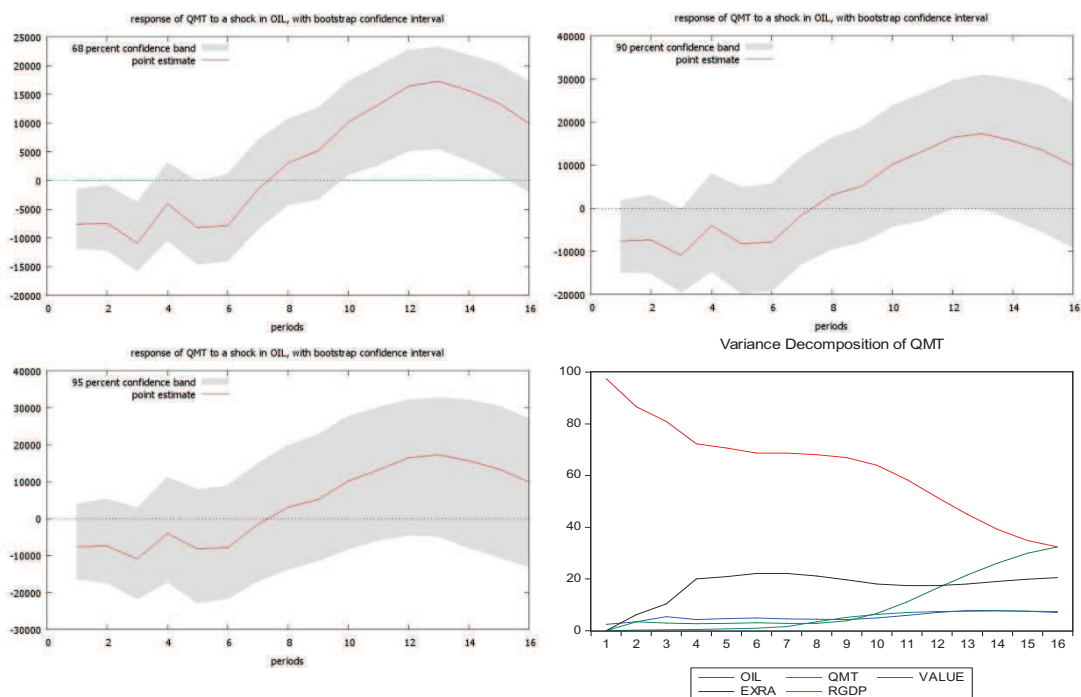 response of QMT to a shock in OIL, with bootstrap confidence interval
68 percent confidence band
point estimate
25000
20000
15000
10000
5000
0
-5000
-10000
-15000
-20000
0 2 4 6 8 10 12 14 16
periods
response of QMT to a shock in OIL, with bootstrap confidence interval
90 percent confidence band
point estimate
40000
30000
20000
10000
0
-10000
-20000
0 2 4 6 8 10 12 14 16
periods
response of QMT to a shock in OIL, with bootstrap confidence interval
95 percent confidence band
point estimate
40000
30000
20000
10000
0
-10000
-20000
-30000
0 2 4 6 8 10 12 14 16
periods
Variance Decomposition of QMT
100
80
60
40
20
0
1 2 3 4 5 6 7 8 9 10 11 12 13 14 15 16
OIL QMT VALUE
EXRA RGDP